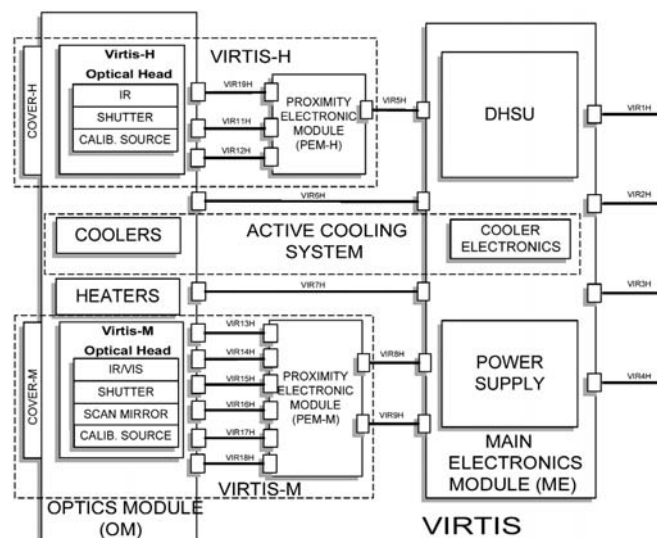 Virtis-H
Optical Head
IR
SHUTTER
CALIB. SOURCE
COVER-H
VIRTIS-H
VIR19H
VIR11H
VIR12H
PROXIMITY
ELECTRONIC
MODULE
(PEM-H)
VIR5H
DHSU
VIR1H
VIR6H
VIR2H
COOLERS
ACTIVE COOLING
SYSTEM
COOLER
ELECTRONICS
HEATERS
VIR7H
VIR3H
Virtis-M
Optical Head
IR/VIS
SHUTTER
SCAN MIRROR
CALIB. SOURCE
COVER-M
VIR13H
VIR14H
VIR15H
VIR16H
VIR17H
VIR18H
PROXIMITY
ELECTRONIC
MODULE
(PEM-M)
VIR8H
VIR9H
POWER
SUPPLY
VIR4H
MAIN
ELECTRONICS
MODULE (ME)
VIRTIS-M
OPTICS MODULE
(OM)
VIRTIS